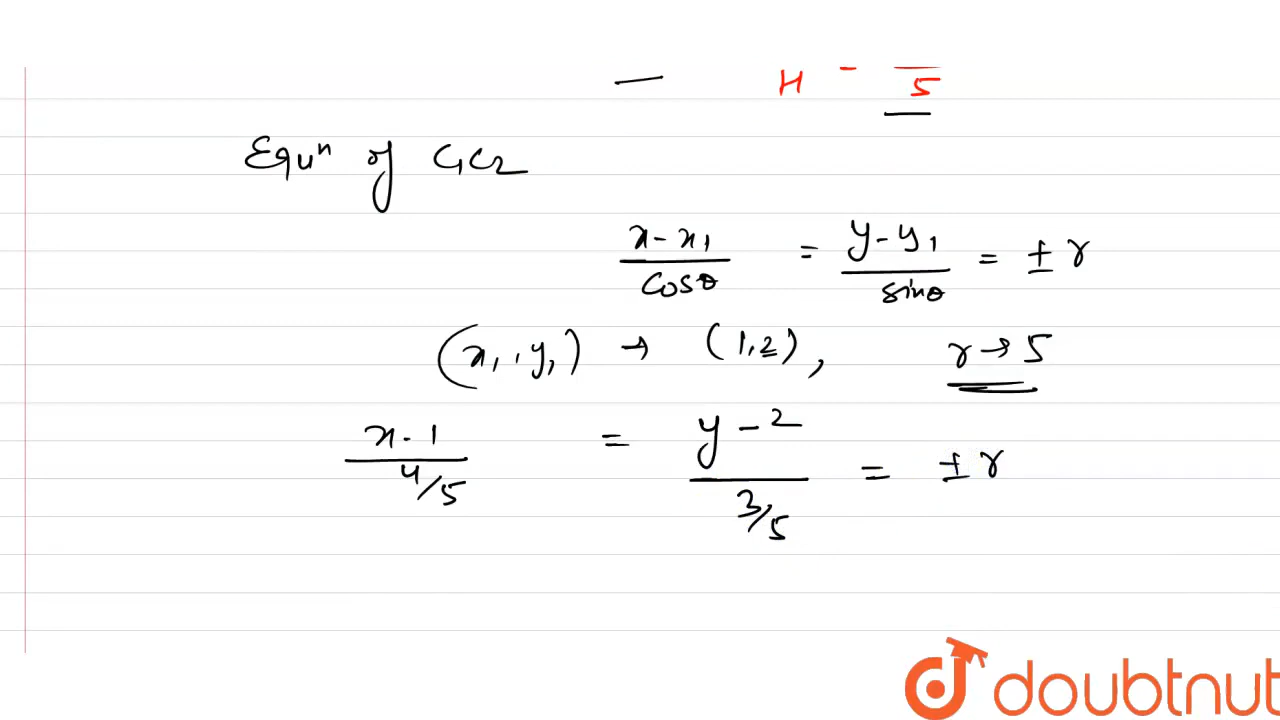 H = 5
Equⁿ of C₁C₂
x - x₁ / cosθ = y - y₁ / sinθ = ± r
(x₁, y₁) → (1, 2), r → 5
x - 1 / 4/5 = y - 2 / 3/5 = ± r
doubtnut